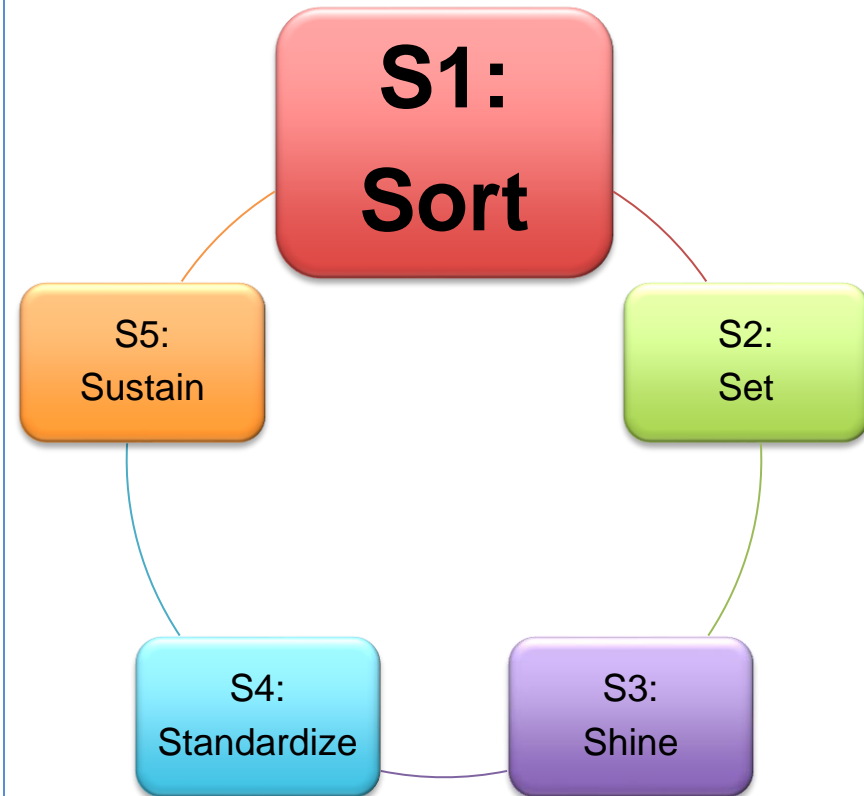 S1:
Sort
S2:
Set
S3:
Shine
S4:
Standardize
S5:
Sustain